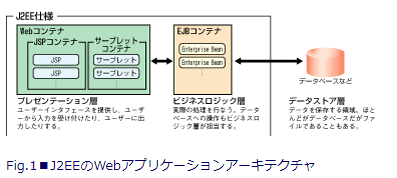 J2EE仕様
Webコンテナ
JSPコンテナ
サーブレット
コンテナ
JSP
JSP
サーブレット
サーブレット
EJBコンテナ
Enterprise Bean
Enterprise Bean
データベースなど
プレゼンテーション層
ユーザーインタフェースを提供し、ユーザ
ーから入力を受け付けたり、ユーザーに出
力したりする。
ビジネスロジック層
実際の処理を行なう。データ
ベースへの操作もビジネスロ
ジック層が担当する。
データストア層
データを保存する領域。ほと
んどがデータベースだがフ
ァイルであることもある。
Fig.1■J2EEのWebアプリケーションアーキテクチャ